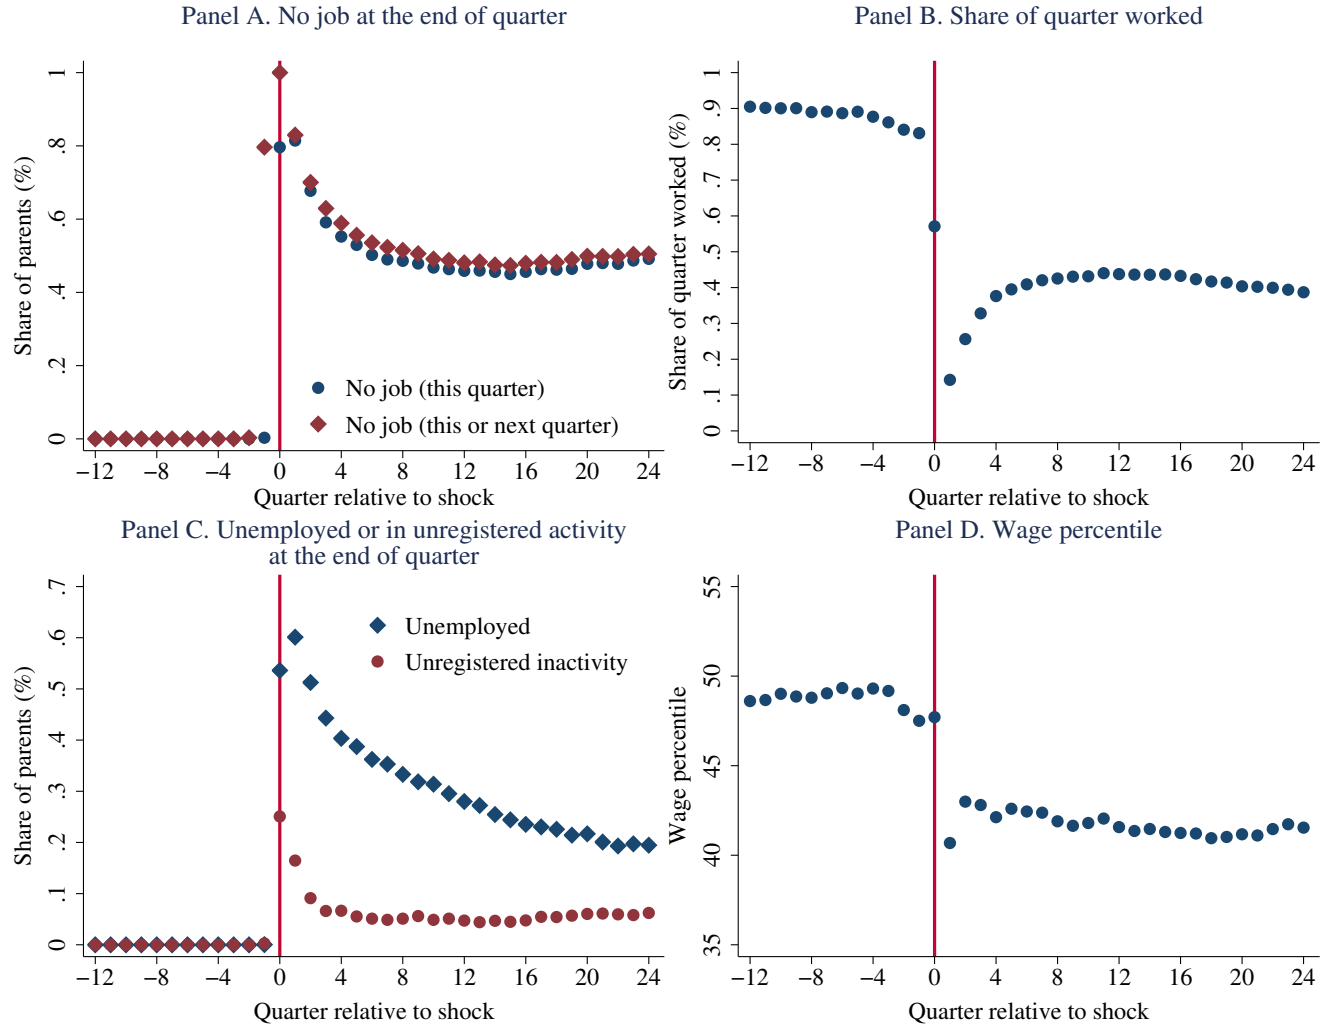 Panel A. No job at the end of quarter
Share of parents (%)
1
.8
.6
.4
.2
0
No job (this quarter)
No job (this or next quarter)
−12 −8 −4 0 4 8 12 16 20 24
Quarter relative to shock
Panel B. Share of quarter worked
Share of quarter worked (%)
1
.9
.8
.7
.6
.5
.4
.3
.2
.1
0
−12 −8 −4 0 4 8 12 16 20 24
Quarter relative to shock
Panel C. Unemployed or in unregistered activity
at the end of quarter
Share of parents (%)
.7
.6
.5
.4
.3
.2
.1
0
Unemployed
Unregistered inactivity
−12 −8 −4 0 4 8 12 16 20 24
Quarter relative to shock
Panel D. Wage percentile
Wage percentile
55
50
45
40
35
−12 −8 −4 0 4 8 12 16 20 24
Quarter relative to shock